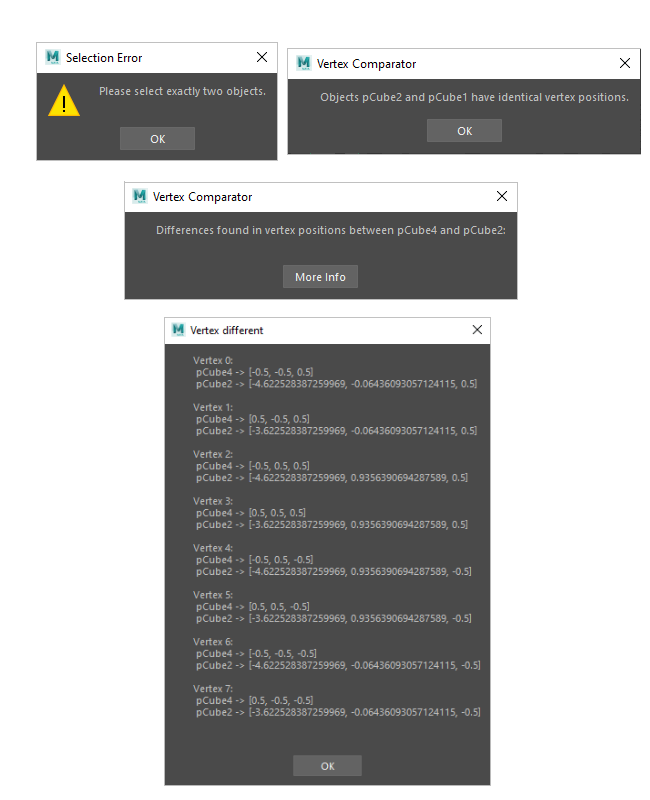 Selection Error
Please select exactly two objects.
OK
Vertex Comparator
Objects pCube2 and pCube1 have identical vertex positions.
OK
Vertex Comparator
Differences found in vertex positions between pCube4 and pCube2:
More Info
Vertex different
Vertex 0:
pCube4 -> [-0.5, -0.5, 0.5]
pCube2 -> [-4.622528387259969, -0.06436093057124115, 0.5]
Vertex 1:
pCube4 -> [0.5, -0.5, 0.5]
pCube2 -> [-3.622528387259969, -0.06436093057124115, 0.5]
Vertex 2:
pCube4 -> [-0.5, 0.5, 0.5]
pCube2 -> [-4.622528387259969, 0.9356390694287589, 0.5]
Vertex 3:
pCube4 -> [0.5, 0.5, 0.5]
pCube2 -> [-3.622528387259969, 0.9356390694287589, 0.5]
Vertex 4:
pCube4 -> [-0.5, 0.5, -0.5]
pCube2 -> [-4.622528387259969, 0.9356390694287589, -0.5]
Vertex 5:
pCube4 -> [0.5, 0.5, -0.5]
pCube2 -> [-3.622528387259969, 0.9356390694287589, -0.5]
Vertex 6:
pCube4 -> [-0.5, -0.5, -0.5]
pCube2 -> [-4.622528387259969, -0.06436093057124115, -0.5]
Vertex 7:
pCube4 -> [0.5, -0.5, -0.5]
pCube2 -> [-3.622528387259969, -0.06436093057124115, -0.5]
OK